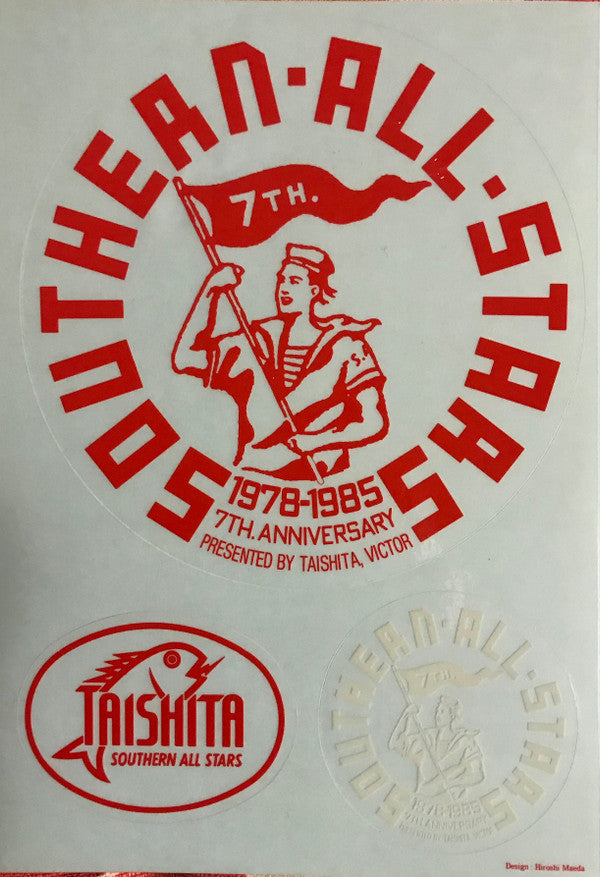 SOUTHERN·ALL·STARS
7TH.
S.A
1978-1985
7TH. ANNIVERSARY
PRESENTED BY TAISHITA, VICTOR
TAISHITA
SOUTHERN ALL STARS
SOUTHERN·ALL·STARS
7TH.
1978-1985
7TH. ANNIVERSARY
PRESENTED BY TAISHITA, VICTOR
Design : Hiroshi Maeda